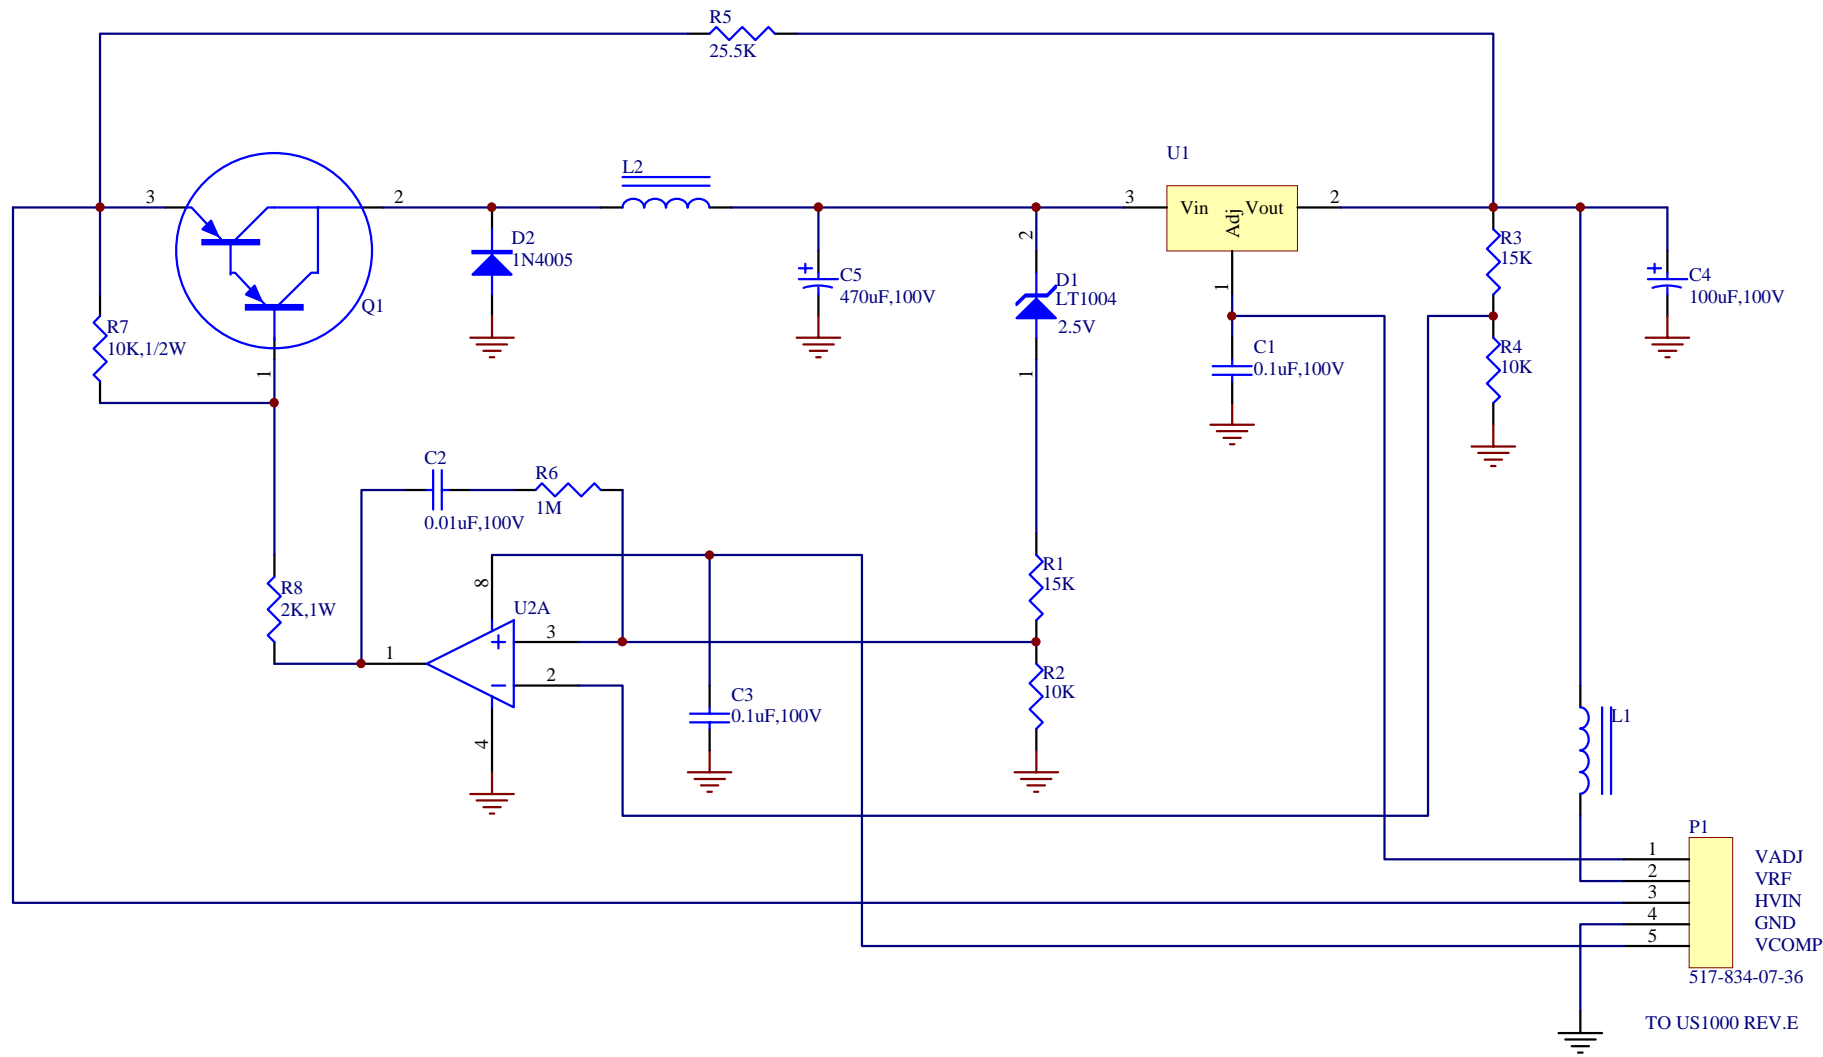 R5
25.5K
3
2
Q1
1
R7
10K,1/2W
D2
1N4005
L2
C5
470uF,100V
2
D1
LT1004
2.5V
1
U1
3
Vin
Adj
Vout
2
1
C1
0.1uF,100V
R3
15K
R4
10K
C4
100uF,100V
C2
0.01uF,100V
R6
1M
R8
2K,1W
1
8
U2A
3
2
4
C3
0.1uF,100V
R1
15K
R2
10K
L1
P1
1
VADJ
2
VRF
3
HVIN
4
GND
5
VCOMP
517-834-07-36
TO US1000 REV.E